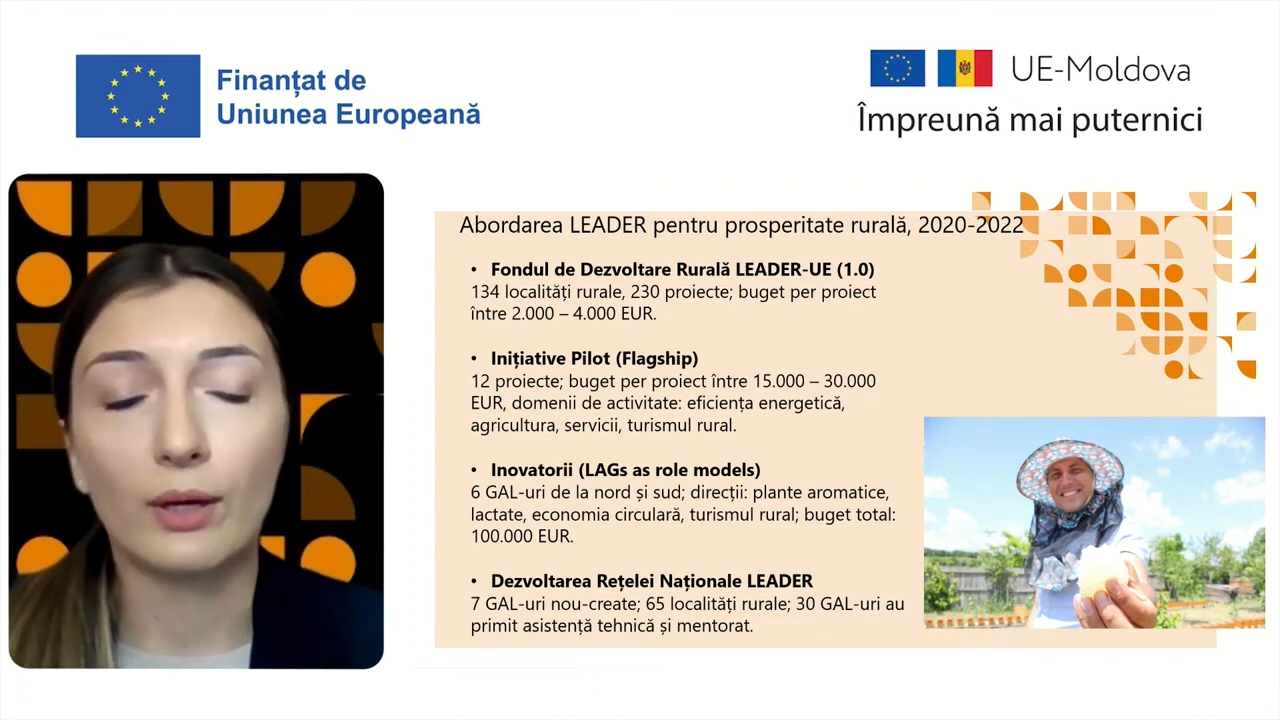 Finanțat de
Uniunea Europeană
UE-Moldova
Împreună mai puternici
Abordarea LEADER pentru prosperitate rurală, 2020-2022
• Fondul de Dezvoltare Rurală LEADER-UE (1.0)
134 localități rurale, 230 proiecte; buget per proiect
între 2.000 – 4.000 EUR.
• Inițiative Pilot (Flagship)
12 proiecte; buget per proiect între 15.000 – 30.000
EUR, domenii de activitate: eficiența energetică,
agricultura, servicii, turismul rural.
• Inovatorii (LAGs as role models)
6 GAL-uri de la nord și sud; direcții: plante aromatice,
lactate, economia circulară, turismul rural; buget total:
100.000 EUR.
• Dezvoltarea Rețelei Naționale LEADER
7 GAL-uri nou-create; 65 localități rurale; 30 GAL-uri au
primit asistență tehnică și mentorat.